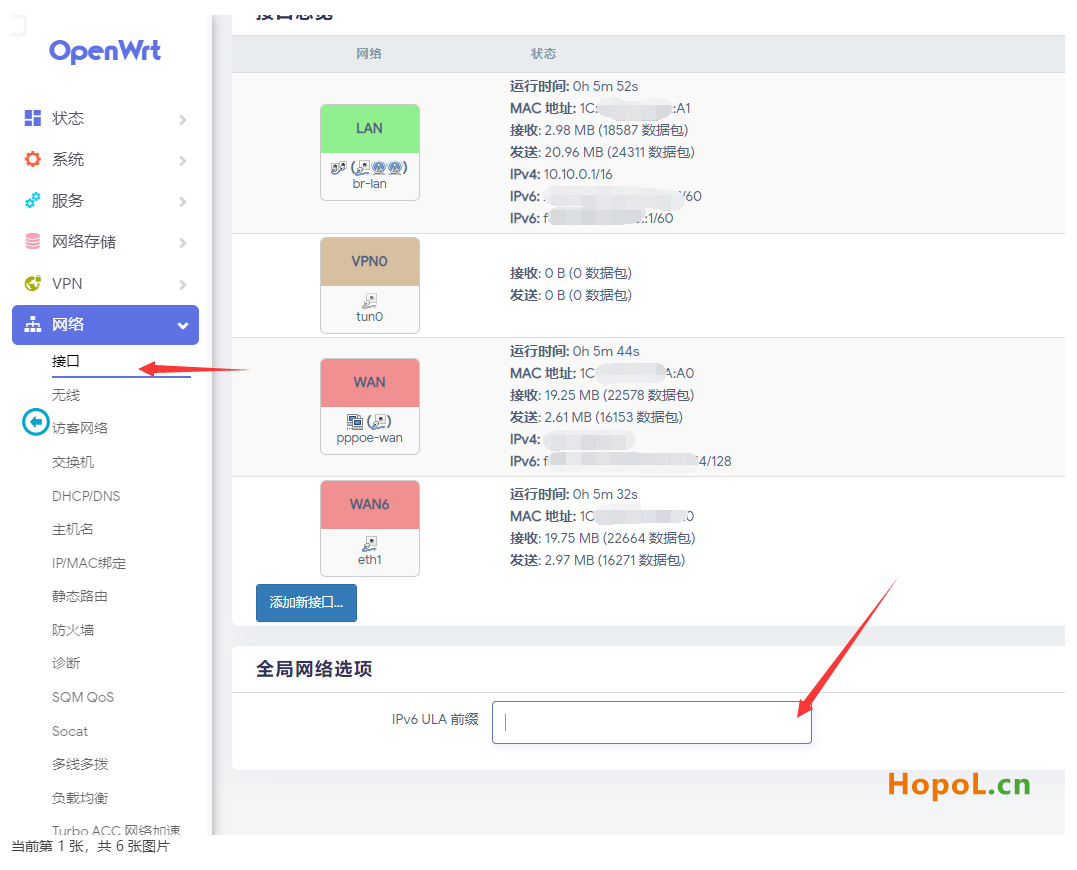 接口总览
OpenWrt
网络
状态
状态
系统
服务
网络存储
VPN
网络
接口
无线
访客网络
交换机
DHCP/DNS
主机名
IP/MAC绑定
静态路由
防火墙
诊断
SQM QoS
Socat
多线多拨
负载均衡
Turbo ACC 网络加速
LAN
br-lan
运行时间: 0h 5m 52s
MAC 地址: 1C: :A1
接收: 2.98 MB (18587 数据包)
发送: 20.96 MB (24311 数据包)
IPv4: 10.10.0.1/16
IPv6: /60
IPv6: f ::1/60
VPN0
tun0
接收: 0 B (0 数据包)
发送: 0 B (0 数据包)
WAN
pppoe-wan
运行时间: 0h 5m 44s
MAC 地址: 1C A:A0
接收: 19.25 MB (22578 数据包)
发送: 2.61 MB (16153 数据包)
IPv4:
IPv6: f 4/128
WAN6
eth1
运行时间: 0h 5m 32s
MAC 地址: 1C 0
接收: 19.75 MB (22664 数据包)
发送: 2.97 MB (16271 数据包)
添加新接口...
全局网络选项
IPv6 ULA 前缀
HopoL.cn
当前第 1 张，共 6 张图片